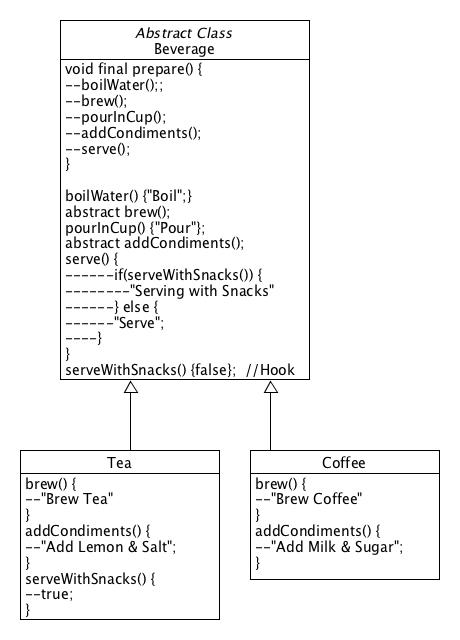 Abstract Class
Beverage
void final prepare() {
--boilWater();;
--brew();
--pourInCup();
--addCondiments();
--serve();
}
boilWater() {"Boil";}
abstract brew();
pourInCup() {"Pour"};
abstract addCondiments();
serve() {
------if(serveWithSnacks()) {
--------"Serving with Snacks"
------} else {
------"Serve";
----}
}
serveWithSnacks() {false};  //Hook
Tea
brew() {
--"Brew Tea"
}
addCondiments() {
--"Add Lemon & Salt";
}
serveWithSnacks() {
--true;
}
Coffee
brew() {
--"Brew Coffee"
}
addCondiments() {
--"Add Milk & Sugar";
}